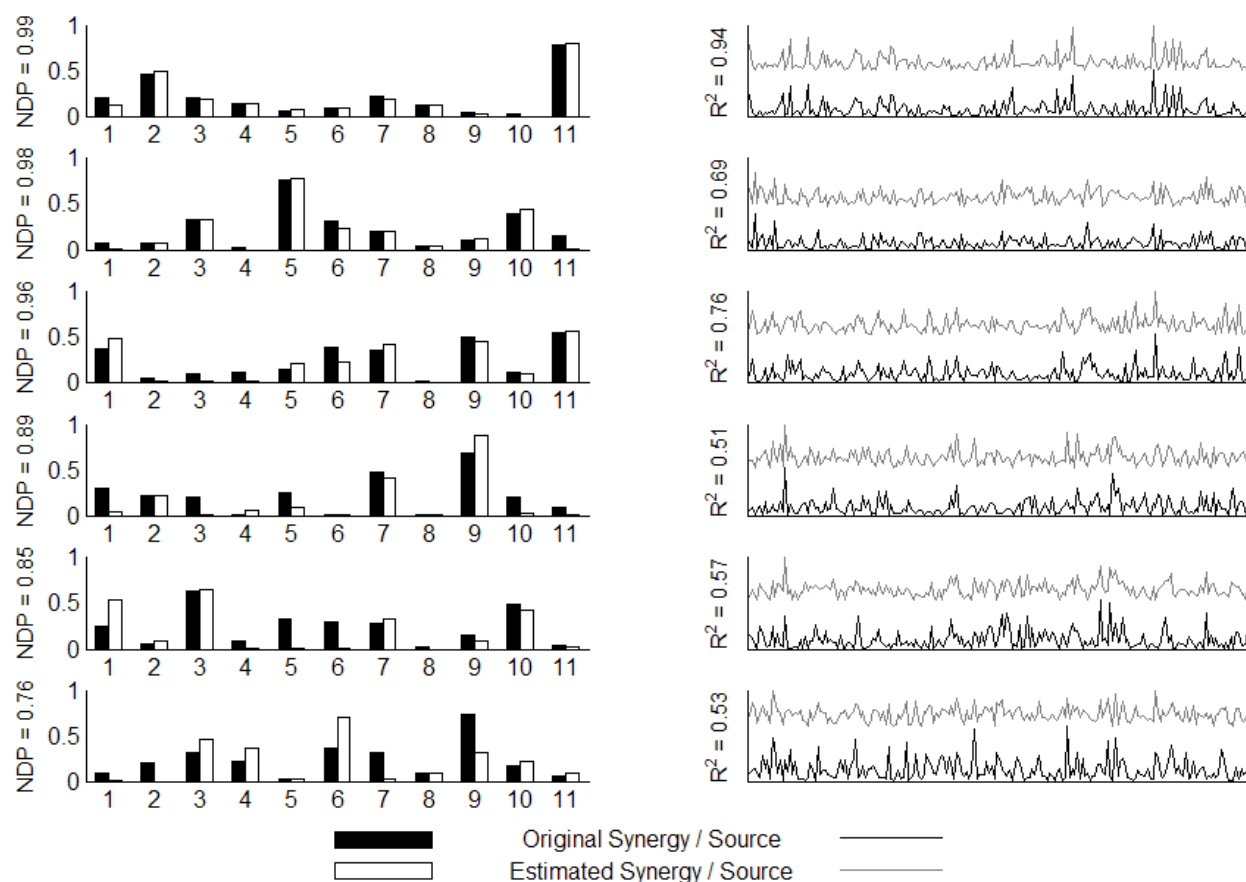 NDP = 0.99
1
0.5
0
1 2 3 4 5 6 7 8 9 10 11
R² = 0.94
NDP = 0.98
1
0.5
0
1 2 3 4 5 6 7 8 9 10 11
R² = 0.69
NDP = 0.96
1
0.5
0
1 2 3 4 5 6 7 8 9 10 11
R² = 0.76
NDP = 0.89
1
0.5
0
1 2 3 4 5 6 7 8 9 10 11
R² = 0.51
NDP = 0.85
1
0.5
0
1 2 3 4 5 6 7 8 9 10 11
R² = 0.57
NDP = 0.76
1
0.5
0
1 2 3 4 5 6 7 8 9 10 11
R² = 0.53
Original Synergy / Source
Estimated Synergy / Source